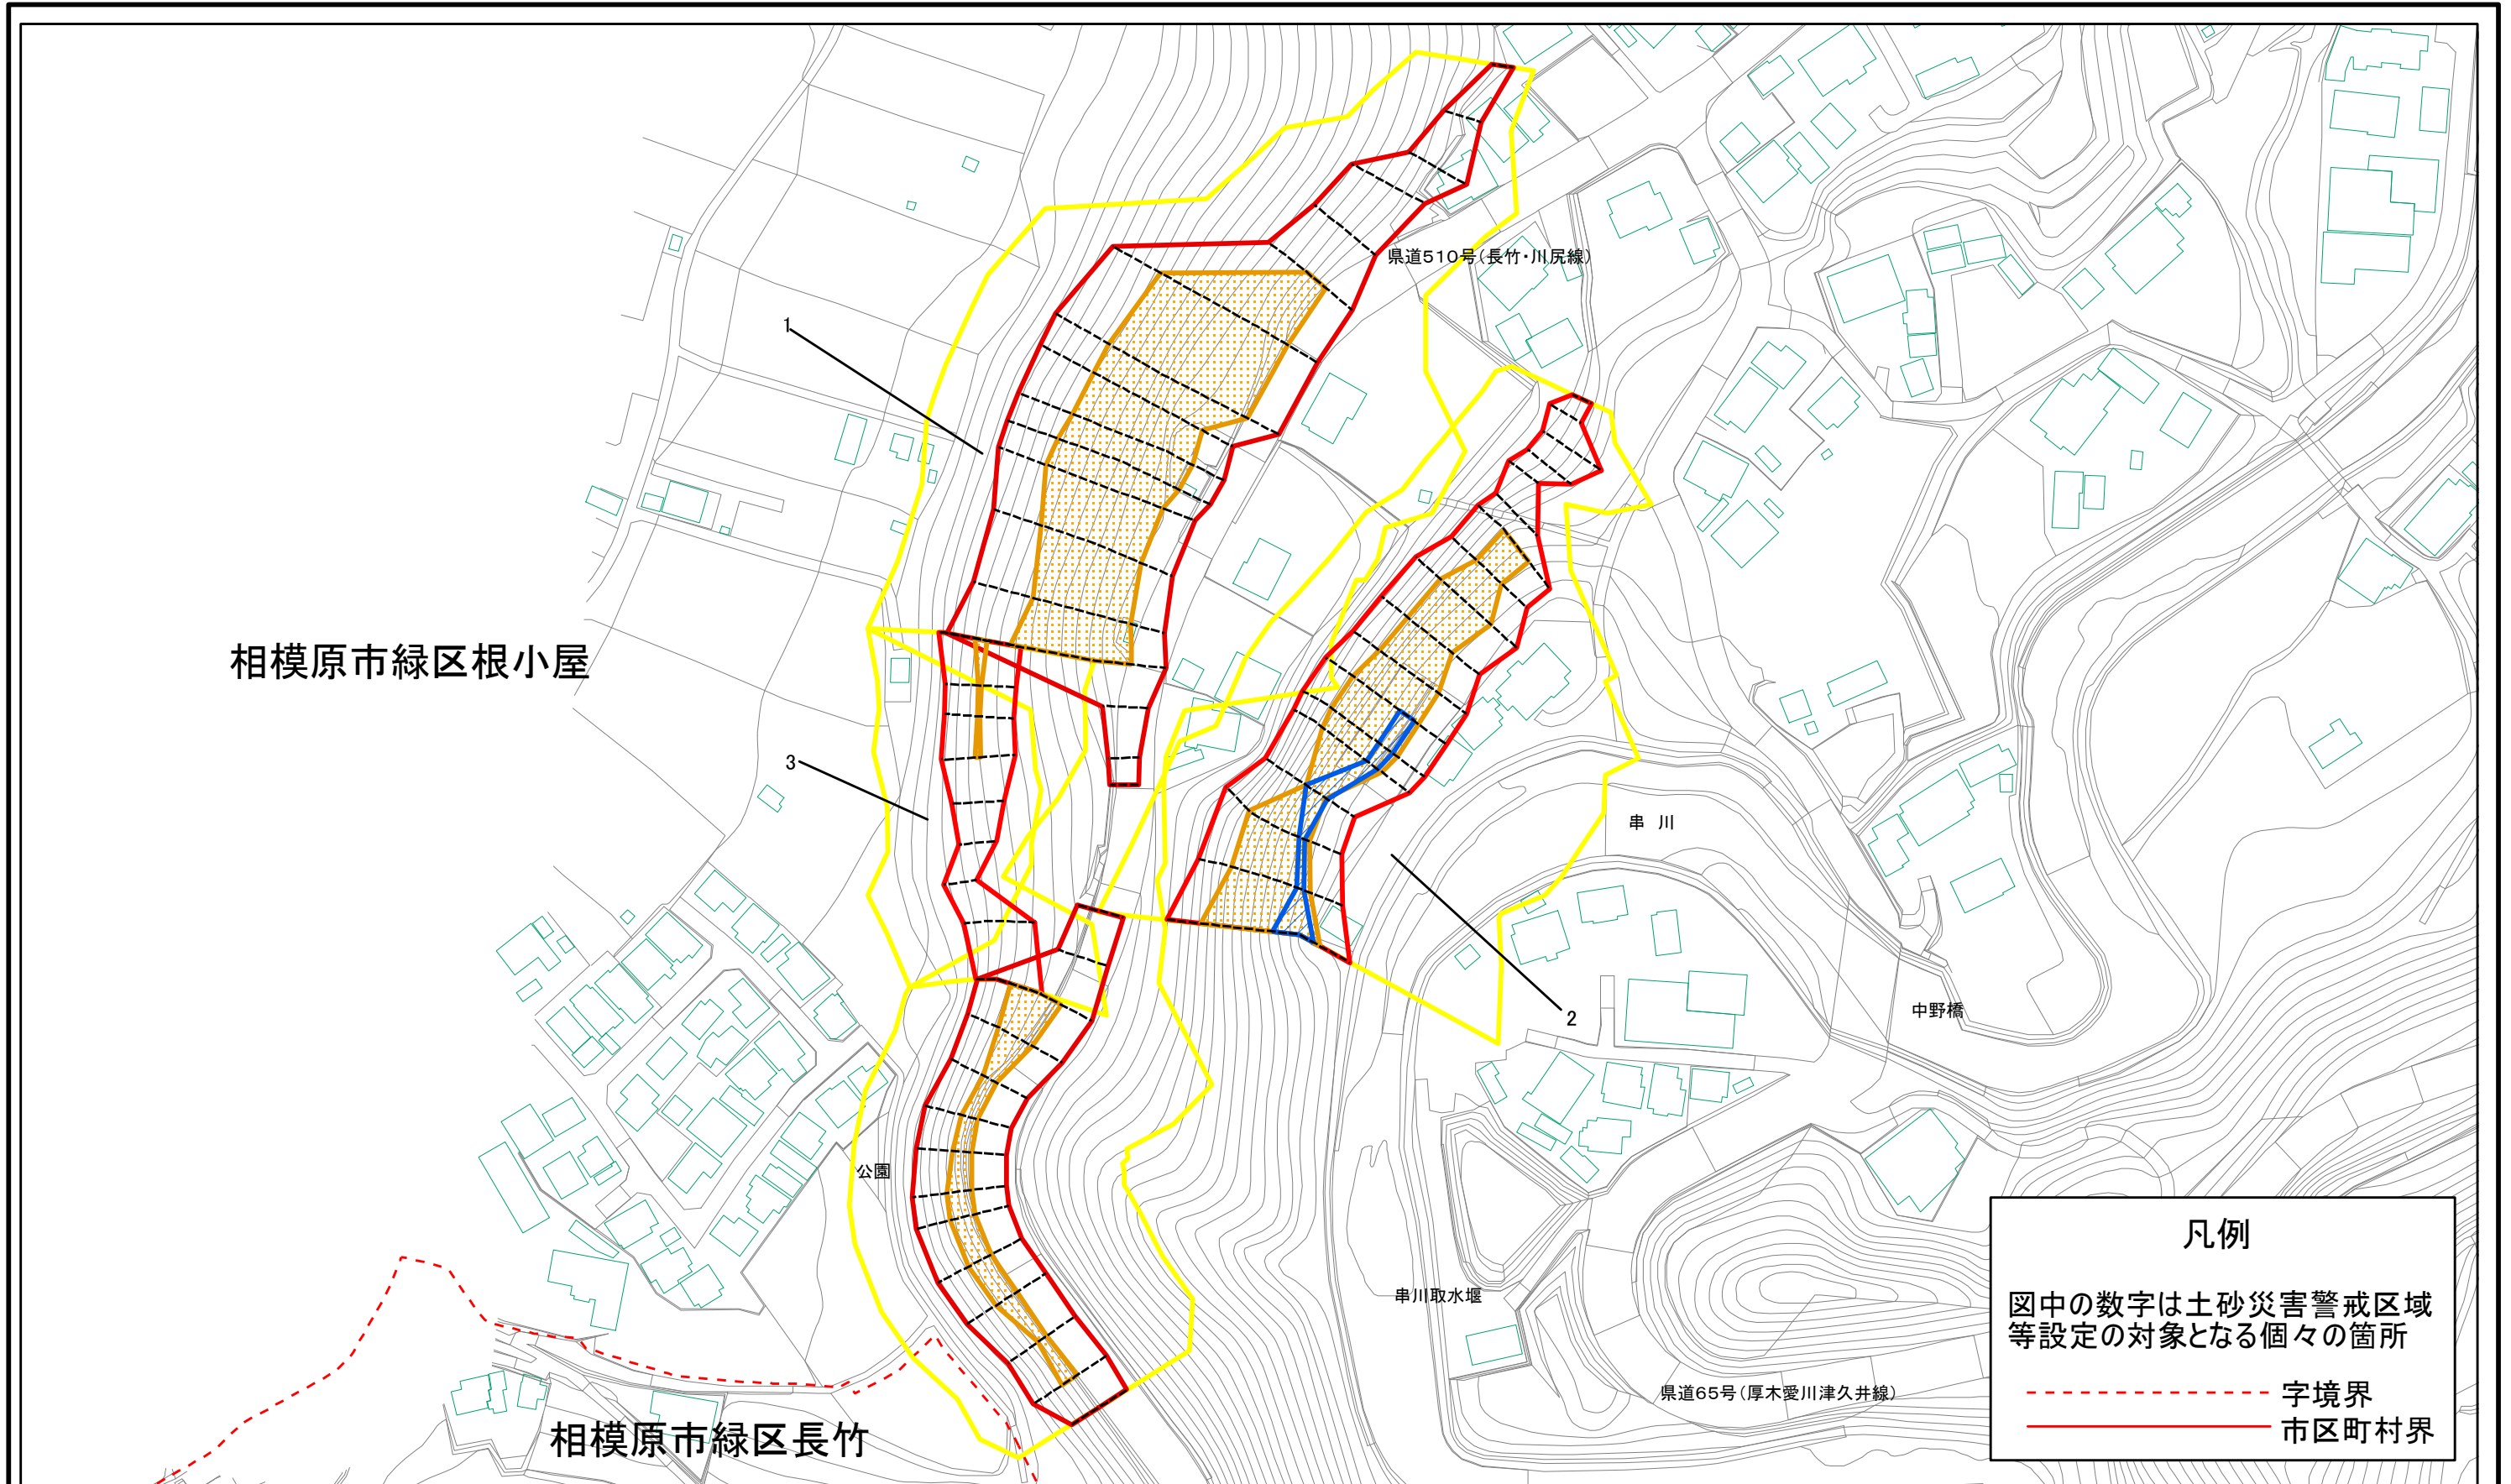 県道510号(長竹・川尻線)
1
相模原市緑区根小屋
3
串 川
中野橋
2
公園
串川取水堰
県道65号(厚木愛川津久井線)
相模原市緑区長竹
凡例
図中の数字は土砂災害警戒区域
等設定の対象となる個々の箇所
字境界
市区町村界